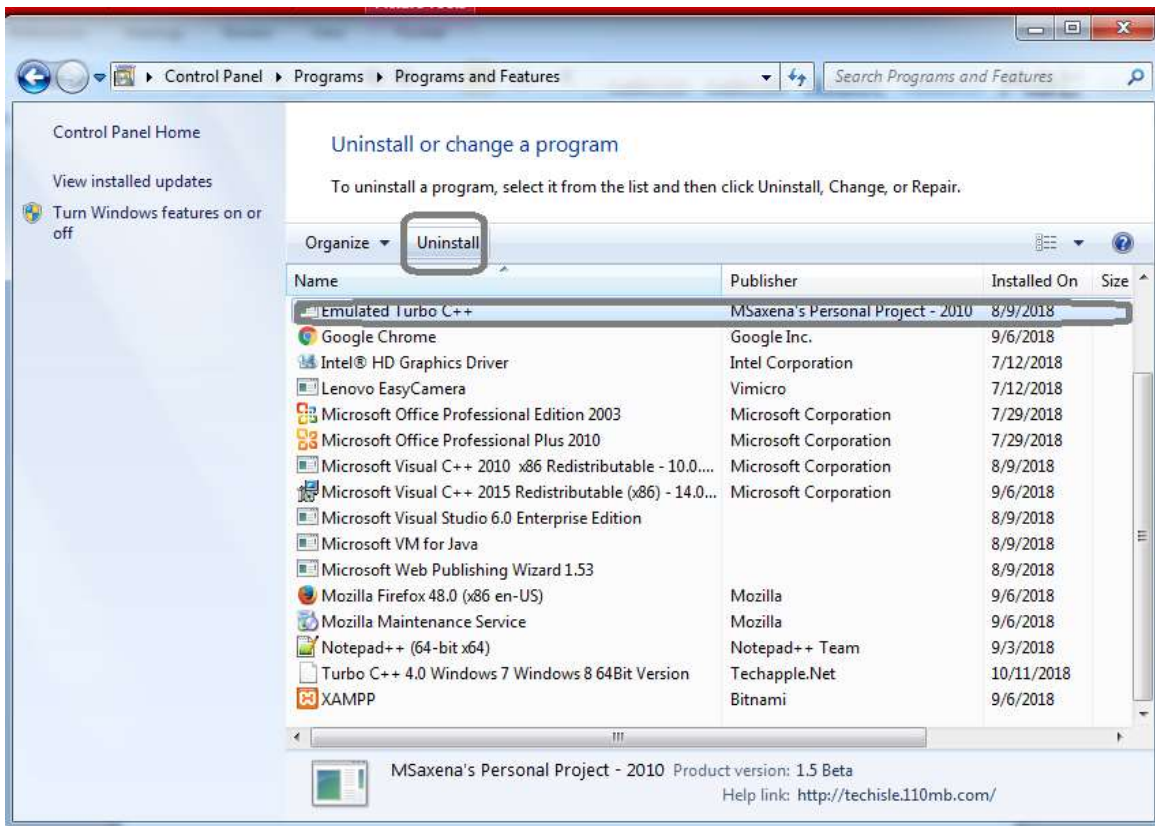 Control Panel ▸ Programs ▸ Programs and Features
Search Programs and Features
Control Panel Home
View installed updates
Turn Windows features on or
off
Uninstall or change a program
To uninstall a program, select it from the list and then click Uninstall, Change, or Repair.
Organize Uninstall
Name Publisher Installed On Size
Emulated Turbo C++ MSaxena's Personal Project - 2010 8/9/2018
Google Chrome Google Inc. 9/6/2018
Intel® HD Graphics Driver Intel Corporation 7/12/2018
Lenovo EasyCamera Vimicro 7/12/2018
Microsoft Office Professional Edition 2003 Microsoft Corporation 7/29/2018
Microsoft Office Professional Plus 2010 Microsoft Corporation 7/29/2018
Microsoft Visual C++ 2010 x86 Redistributable - 10.0.... Microsoft Corporation 8/9/2018
Microsoft Visual C++ 2015 Redistributable (x86) - 14.0... Microsoft Corporation 9/6/2018
Microsoft Visual Studio 6.0 Enterprise Edition 8/9/2018
Microsoft VM for Java 8/9/2018
Microsoft Web Publishing Wizard 1.53 8/9/2018
Mozilla Firefox 48.0 (x86 en-US) Mozilla 9/6/2018
Mozilla Maintenance Service Mozilla 9/6/2018
Notepad++ (64-bit x64) Notepad++ Team 9/3/2018
Turbo C++ 4.0 Windows 7 Windows 8 64Bit Version Techapple.Net 10/11/2018
XAMPP Bitnami 9/6/2018
MSaxena's Personal Project - 2010 Product version: 1.5 Beta
Help link: http://techisle.110mb.com/